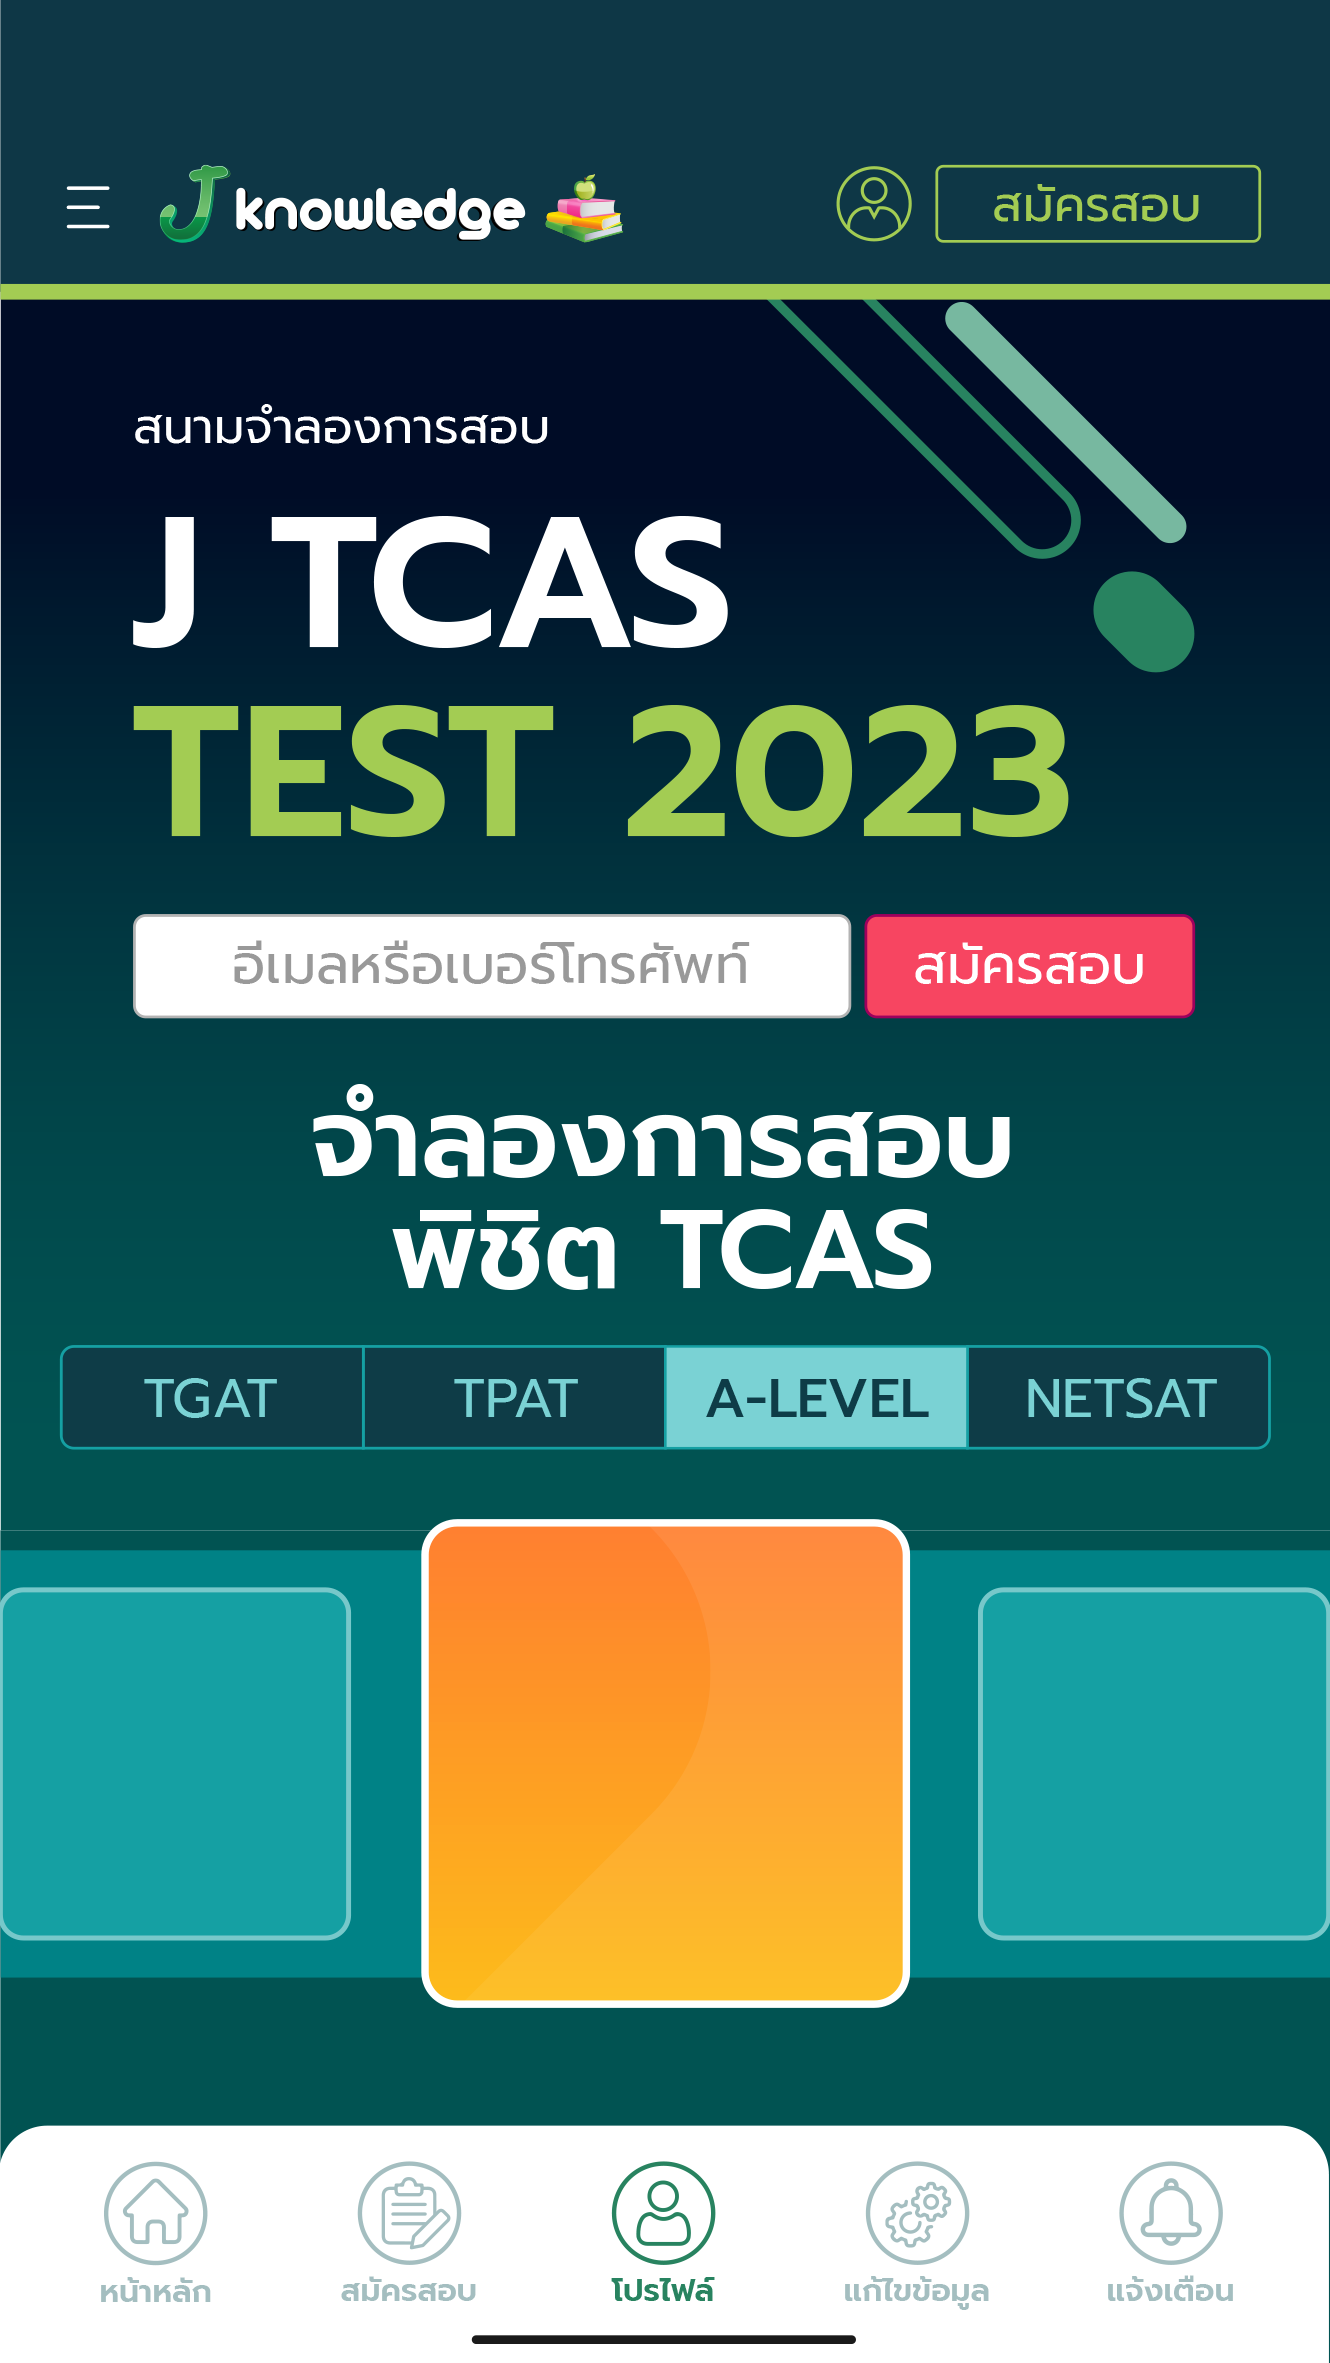 J knowledge
สมัครสอบ
สนามจำลองการสอบ
J TCAS
TEST 2023
อีเมลหรือเบอร์โทรศัพท์
สมัครสอบ
จำลองการสอบ
พิชิต TCAS
TGAT TPAT A-LEVEL NETSAT
หน้าหลัก สมัครสอบ โปรไฟล์ แก้ไขข้อมูล แจ้งเตือน